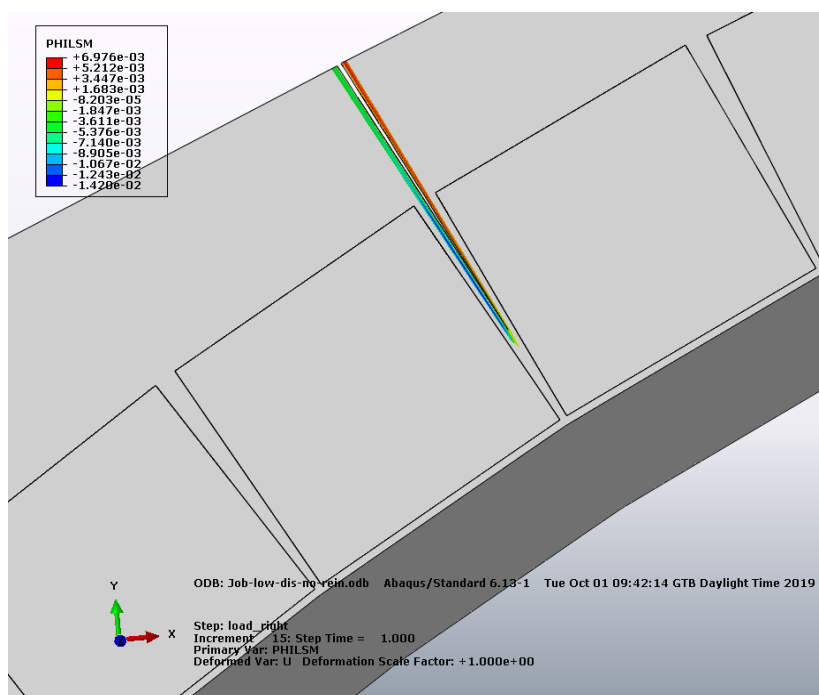 PHILSM
+6.976e-03
+5.212e-03
+3.447e-03
+1.683e-03
-8.203e-05
-1.847e-03
-3.611e-03
-5.376e-03
-7.140e-03
-8.905e-03
-1.067e-02
-1.243e-02
-1.420e-02
ODB: Job-low-dis-no-rein.odb Abaqus/Standard 6.13-1 Tue Oct 01 09:42:14 GTB Daylight Time 2019
Y
X
Step: load_right
Increment 15: Step Time = 1.000
Primary Var: PHILSM
Deformed Var: U Deformation Scale Factor: +1.000e+00